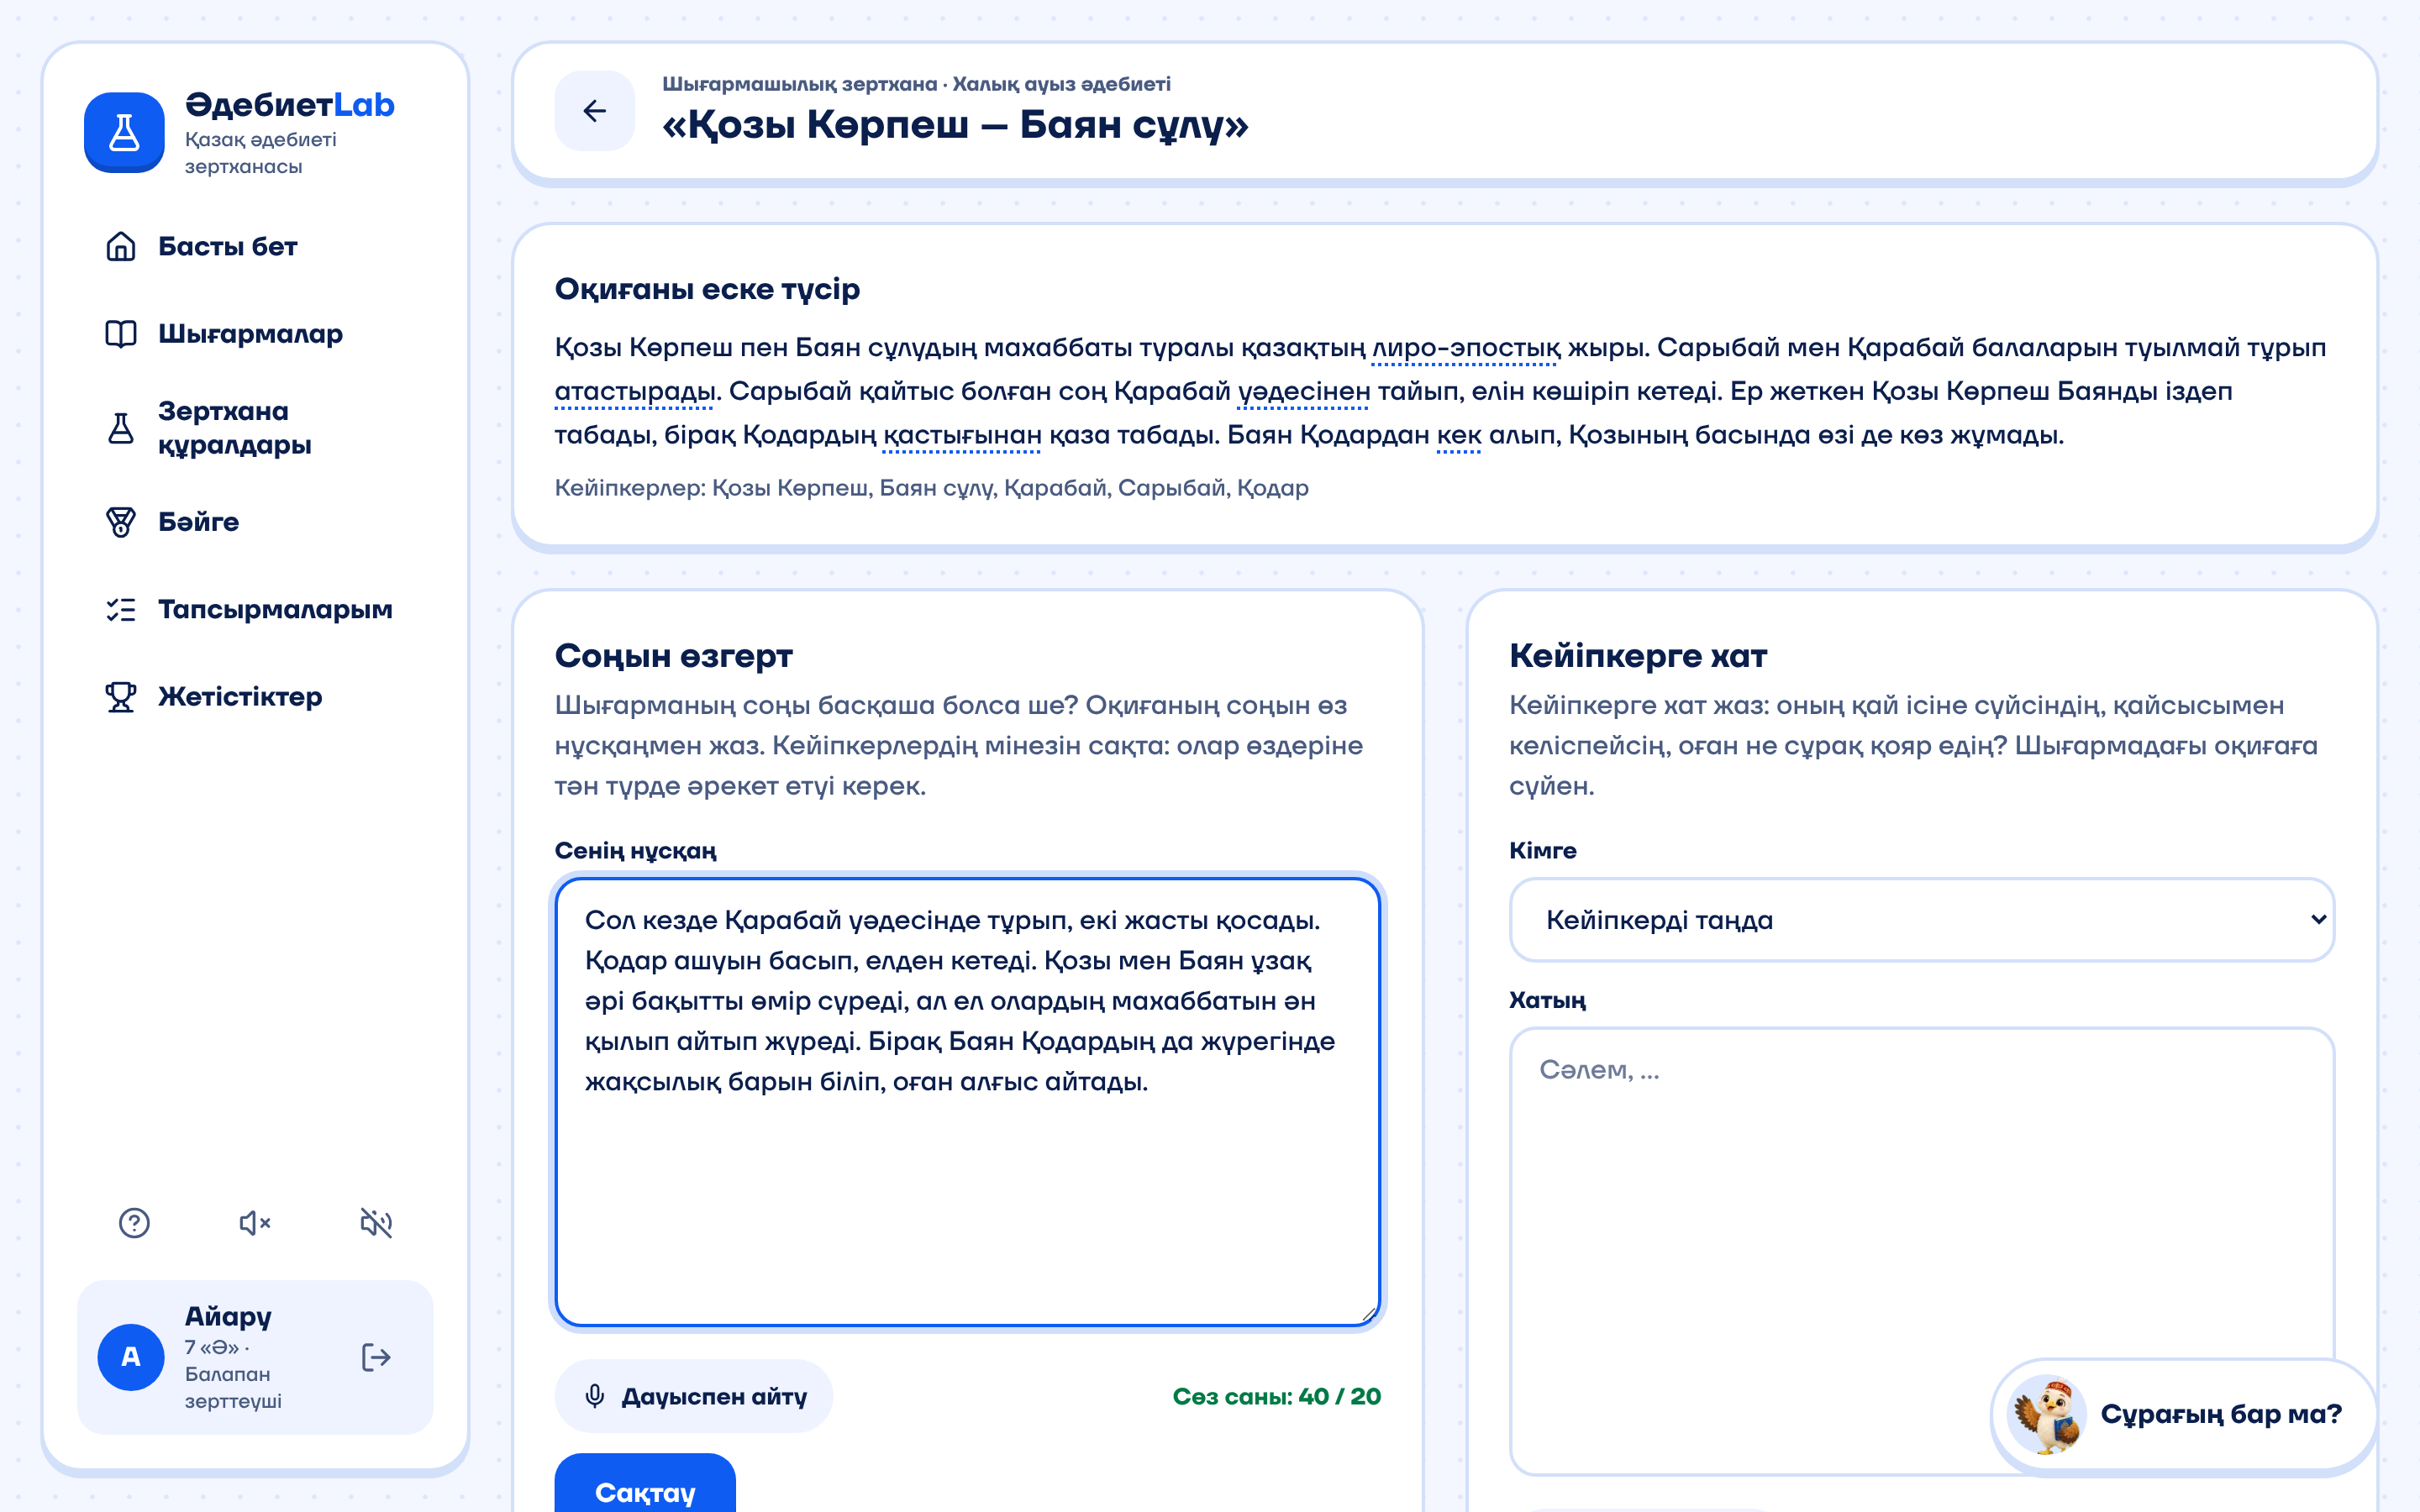 ӘдебиетLab
Қазақ әдебиеті
зертханасы
Басты бет
Шығармалар
Зертхана
құралдары
Бәйге
Тапсырмаларым
Жетістіктер
А
Айару
7 «Ә» ·
Балапан
зерттеуші
Шығармашылық зертхана · Халық ауыз әдебиеті
«Қозы Көрпеш – Баян сұлу»
Оқиғаны еске түсір
Қозы Көрпеш пен Баян сұлудың махаббаты туралы қазақтың лиро-эпостық жыры. Сарыбай мен Қарабай балаларын туылмай тұрып
атастырады. Сарыбай қайтыс болған соң Қарабай уәдесінен тайып, елін көшіріп кетеді. Ер жеткен Қозы Көрпеш Баянды іздеп
табады, бірақ Қодардың қастығынан қаза табады. Баян Қодардан кек алып, Қозының басында өзі де көз жұмады.
Кейіпкерлер: Қозы Көрпеш, Баян сұлу, Қарабай, Сарыбай, Қодар
Соңын өзгерт
Шығарманың соңы басқаша болса ше? Оқиғаның соңын өз
нұсқаңмен жаз. Кейіпкерлердің мінезін сақта: олар өздеріне
тән түрде әрекет етуі керек.
Сенің нұсқаң
Сол кезде Қарабай уәдесінде тұрып, екі жасты қосады.
Қодар ашуын басып, елден кетеді. Қозы мен Баян ұзақ
әрі бақытты өмір сүреді, ал ел олардың махаббатын ән
қылып айтып жүреді. Бірақ Баян Қодардың да жүрегінде
жақсылық барын біліп, оған алғыс айтады.
Дауыспен айту
Сөз саны: 40 / 20
Сақтау
Кейіпкерге хат
Кейіпкерге хат жаз: оның қай ісіне сүйсіндің, қайсысымен
келіспейсің, оған не сұрақ қояр едің? Шығармадағы оқиғаға
сүйен.
Кімге
Кейіпкерді таңда
Хатың
Сәлем, ...
Сұрағың бар ма?